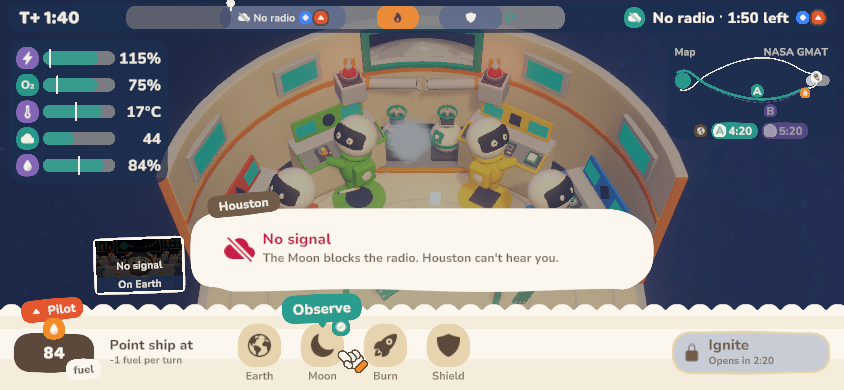 T+ 1:40
No radio
No radio · 1:50 left
115%
75%
17°C
44
84%
O₂
Map
NASA GMAT
A
B
A 4:20
5:20
Houston
No signal
The Moon blocks the radio. Houston can't hear you.
No signal
On Earth
Pilot
84
fuel
Point ship at
-1 fuel per turn
Observe
Earth
Moon
Burn
Shield
Ignite
Opens in 2:20